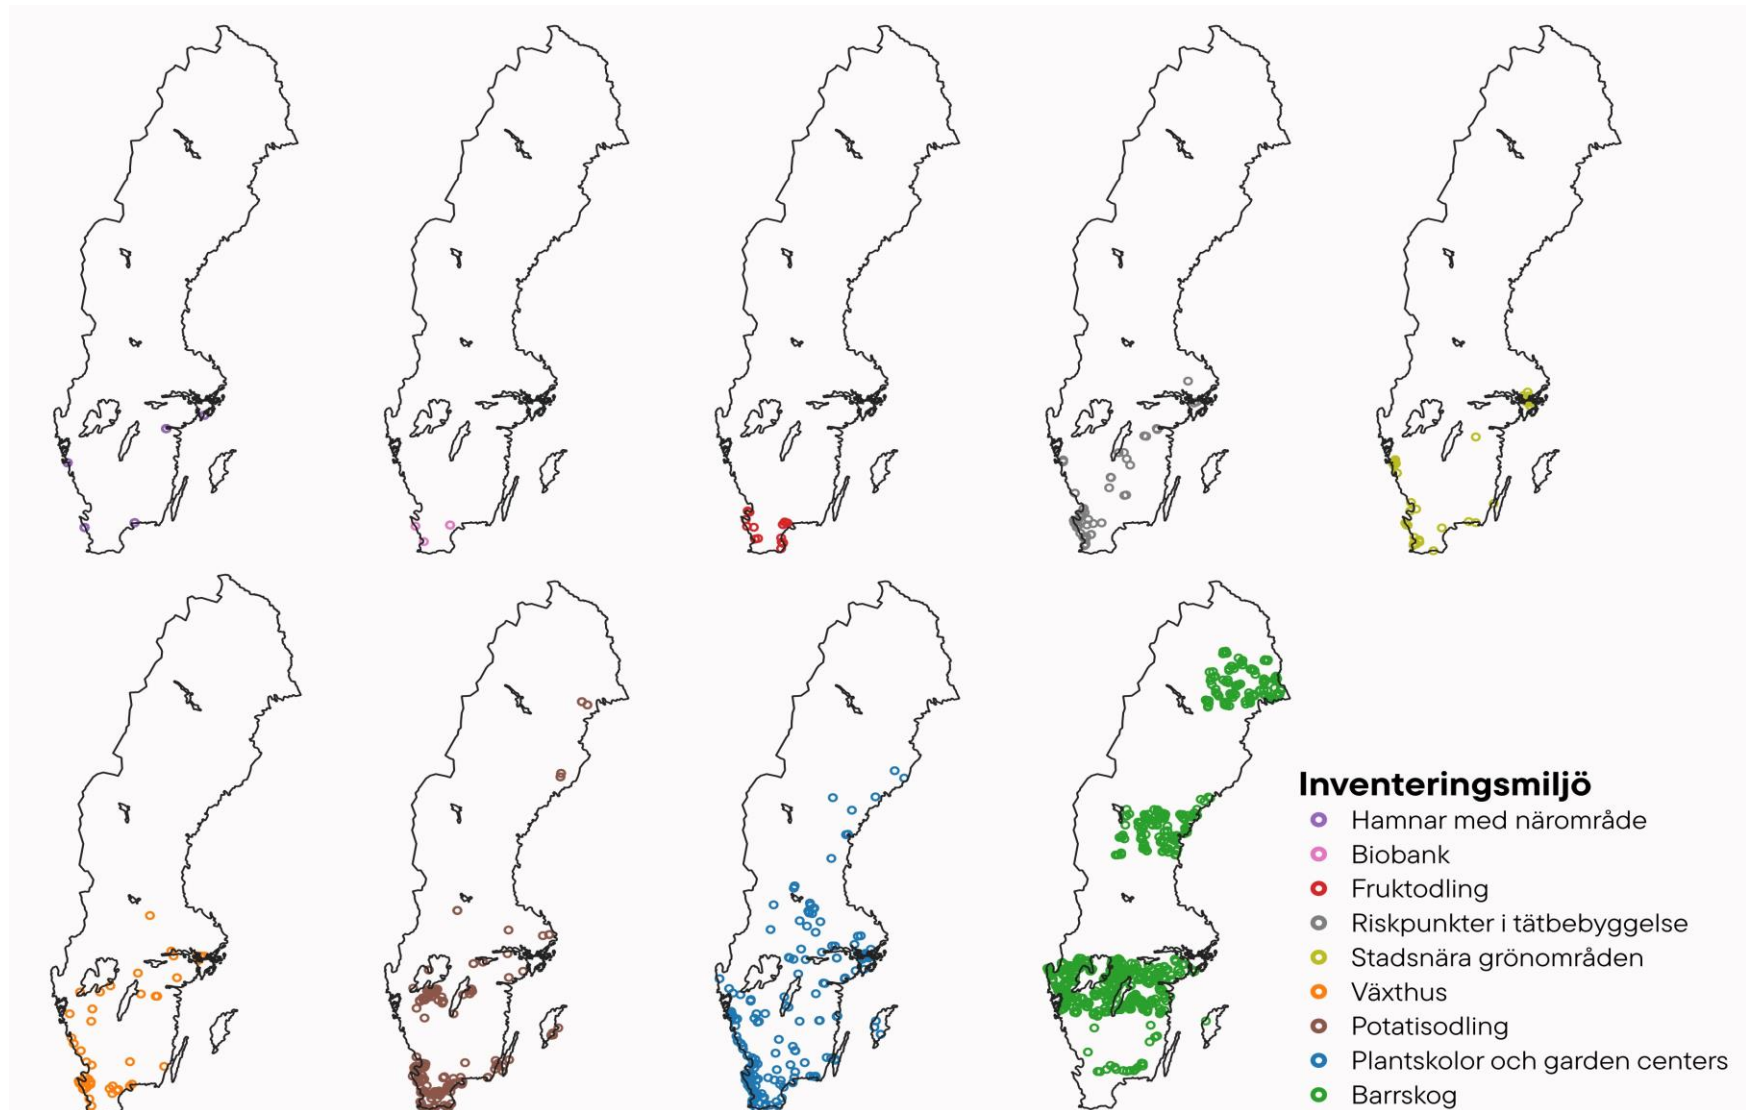 Inventeringsmiljö
Hamnar med närområde
Biobank
Fruktodling
Riskpunkter i tätbebyggelse
Stadsnära grönområden
Växthus
Potatisodling
Plantskolor och garden centers
Barrskog